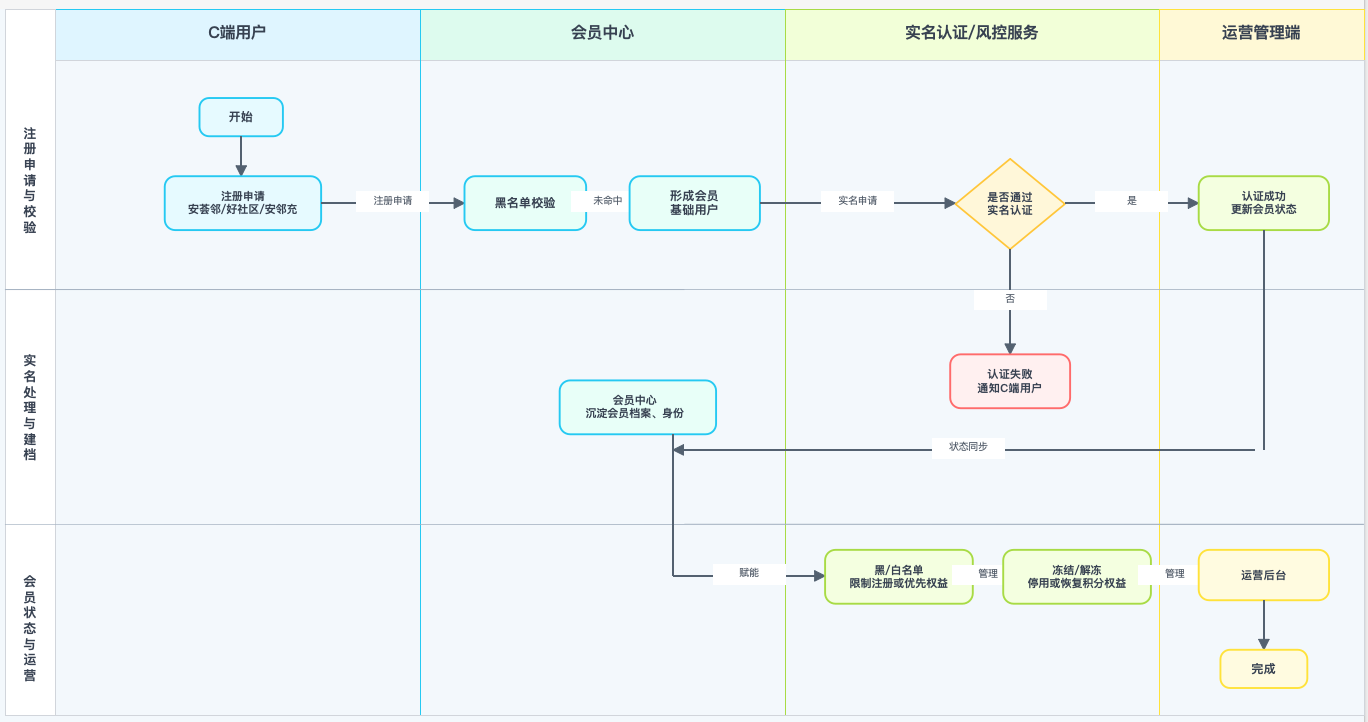 C端用户
会员中心
实名认证/风控服务
运营管理端
注册申请与校验
开始
注册申请
安荟邻/好社区/安邻充
注册申请
黑名单校验
未命中
形成会员
基础用户
实名申请
是否通过
实名认证
是
认证成功
更新会员状态
否
实名处理与建档
认证失败
通知C端用户
会员中心
沉淀会员档案、身份
状态同步
会员状态与运营
赋能
黑/白名单
限制注册或优先权益
管理
冻结/解冻
停用或恢复积分权益
管理
运营后台
完成